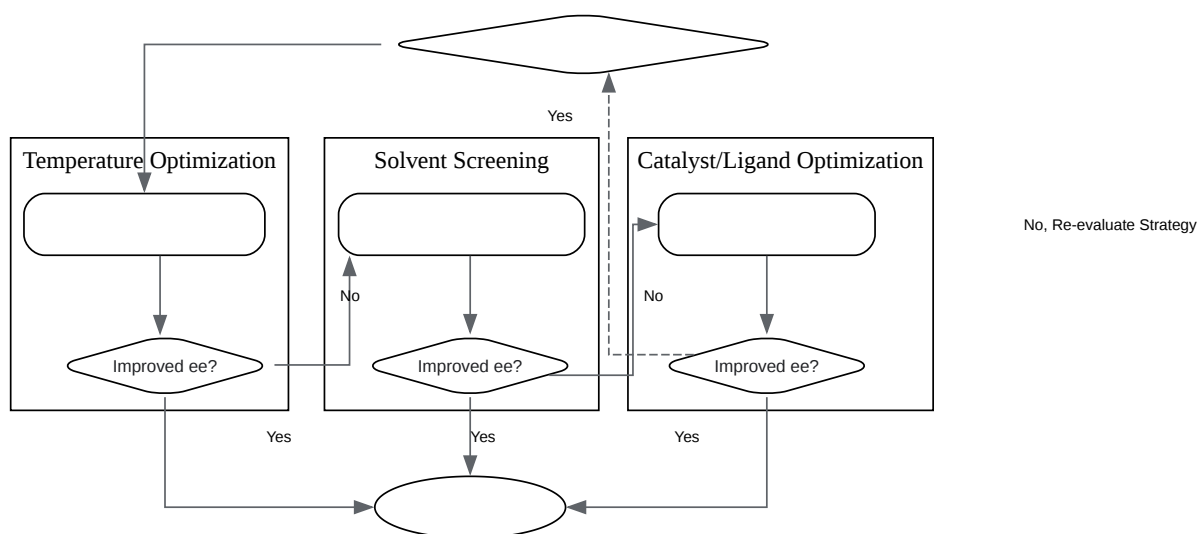 Yes
Temperature Optimization
Solvent Screening
Catalyst/Ligand Optimization
No, Re-evaluate Strategy
No
No
Improved ee?
Improved ee?
Improved ee?
Yes
Yes
Yes